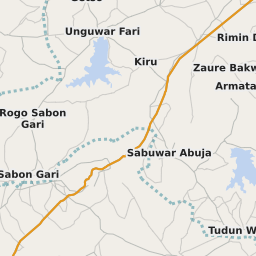 Unguwar Fari
Rimin
Kiru
Zaure Bakw
Armata
Rogo Sabon
Gari
Sabuwar Abuja
Sabon Gari
Tudun W